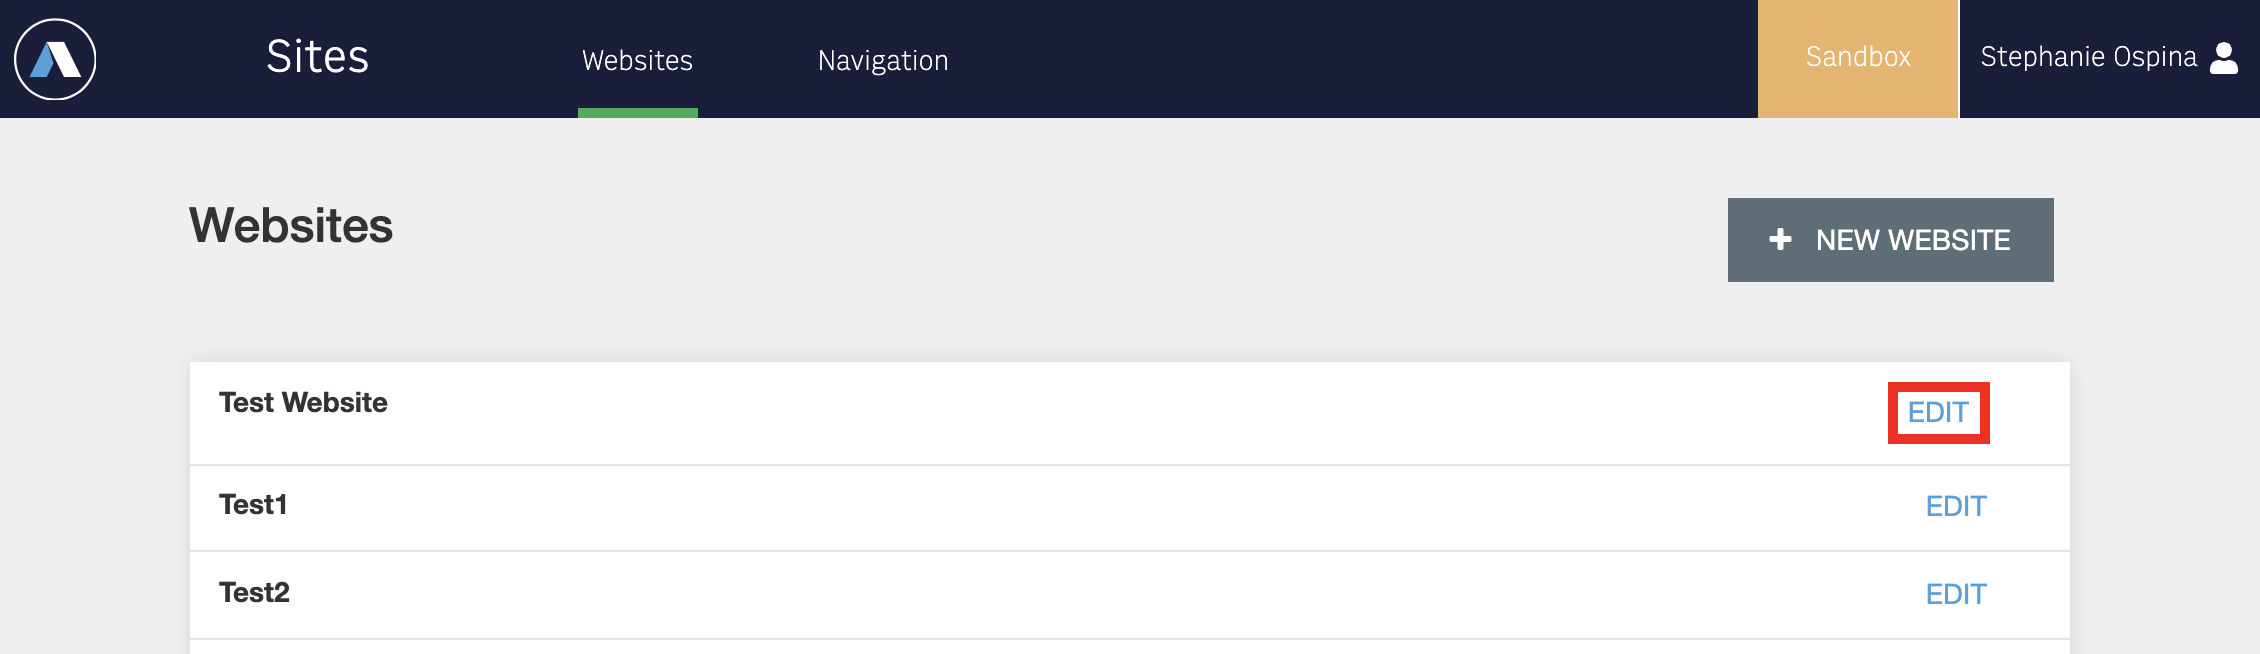 Sites Websites Navigation Sandbox Stephanie Ospina
Websites
+ NEW WEBSITE
Test Website EDIT
Test1 EDIT
Test2 EDIT